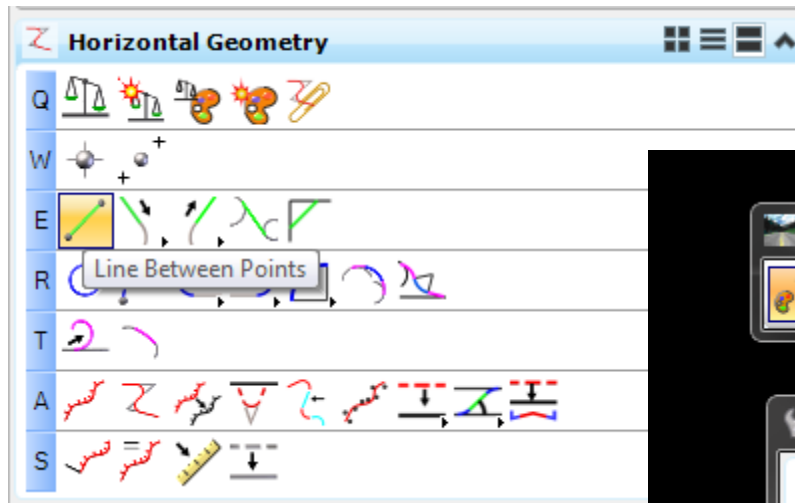 Horizontal Geometry
Q
W
E
Line Between Points
R
T
A
S